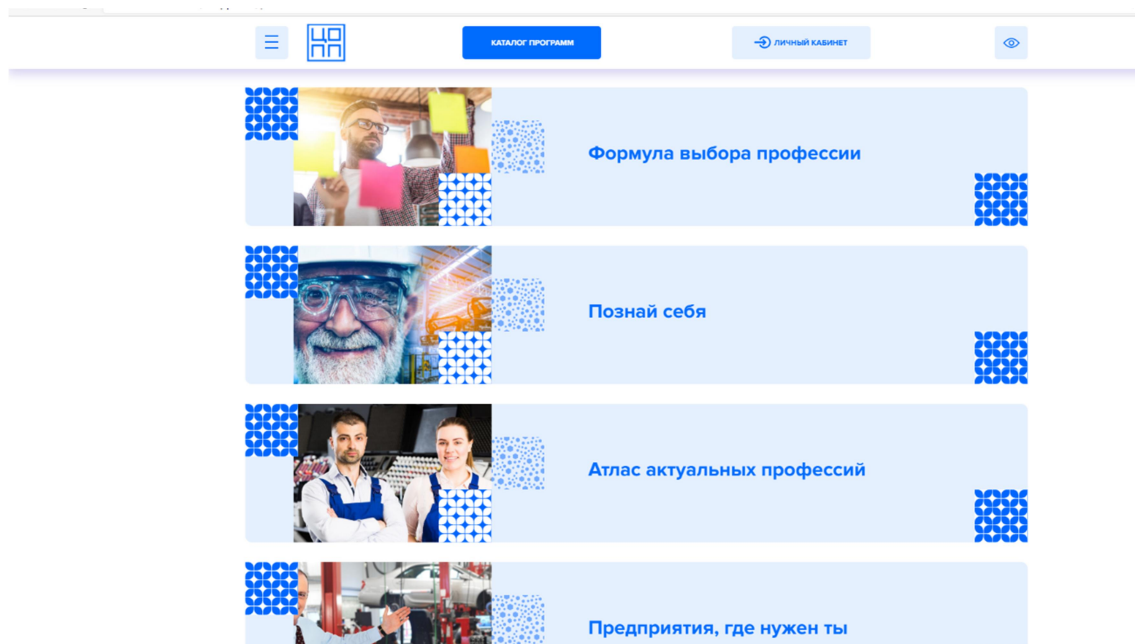 ЦО
ПП
КАТАЛОГ ПРОГРАММ
ЛИЧНЫЙ КАБИНЕТ
Формула выбора профессии
Познай себя
Атлас актуальных профессий
Предприятия, где нужен ты